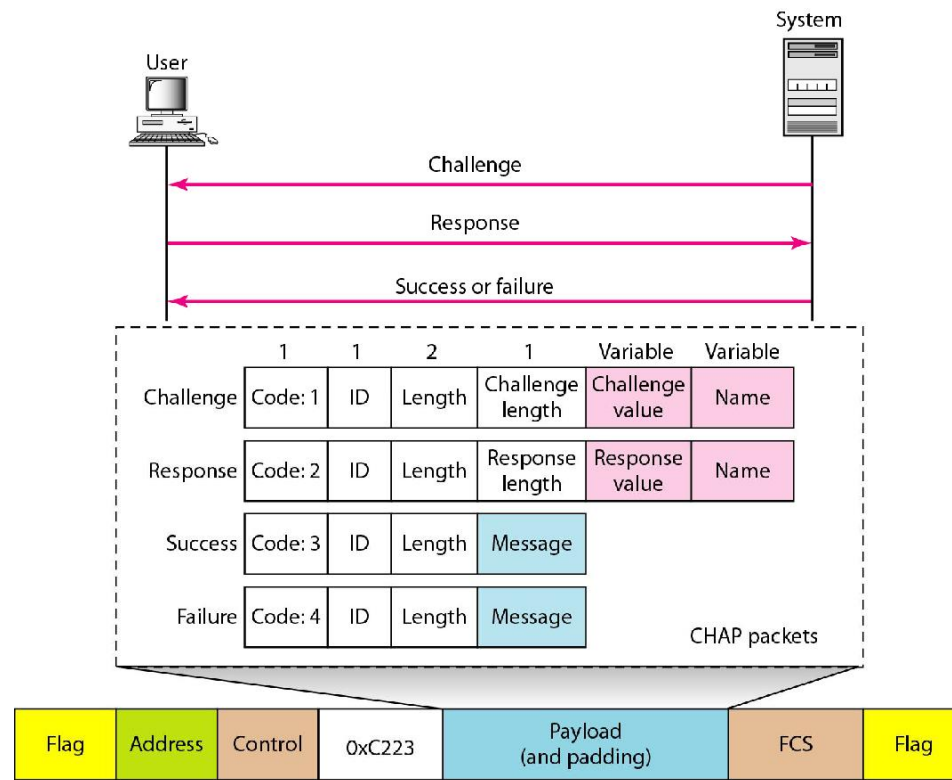 System
User
Challenge
Response
Success or failure
1 1 2 1 Variable Variable
Challenge Code: 1 ID Length Challenge length Challenge value Name
Response Code: 2 ID Length Response length Response value Name
Success Code: 3 ID Length Message
Failure Code: 4 ID Length Message
CHAP packets
Flag Address Control 0xC223 Payload (and padding) FCS Flag